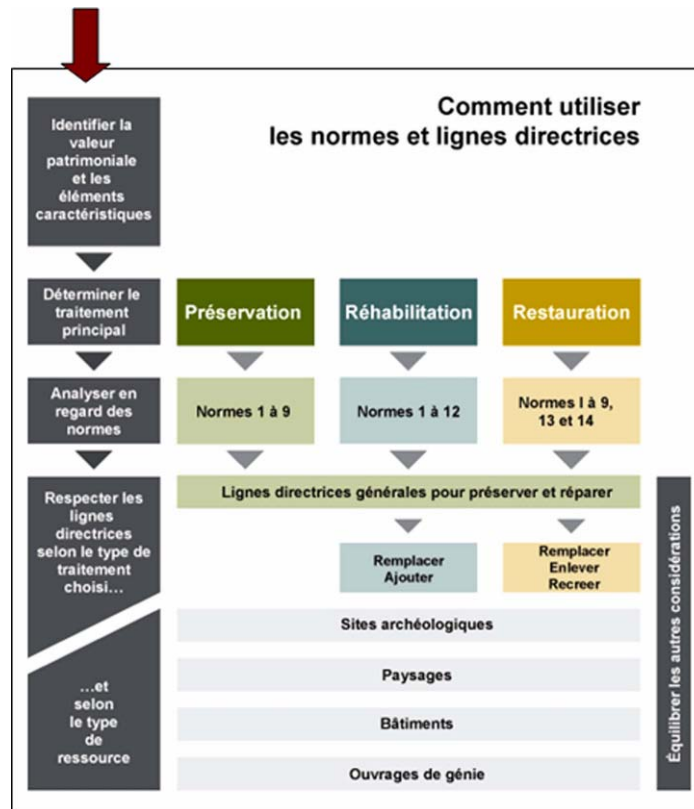 Comment utiliser
les normes et lignes directrices
Identifier la
valeur
patrimoniale
et les
éléments
caractéristiques
Déterminer le
traitement
principal
Préservation
Réhabilitation
Restauration
Analyser en
regard des
normes
Normes 1 à 9
Normes 1 à 12
Normes I à 9,
13 et 14
Respecter les
lignes
directrices
selon le type de
traitement
choisi...
Lignes directrices générales pour préserver et réparer
Remplacer
Ajouter
Remplacer
Enlever
Recreer
...et
selon
le type
de
ressource
Sites archéologiques
Paysages
Bâtiments
Ouvrages de génie
Équilibrer les autres considérations